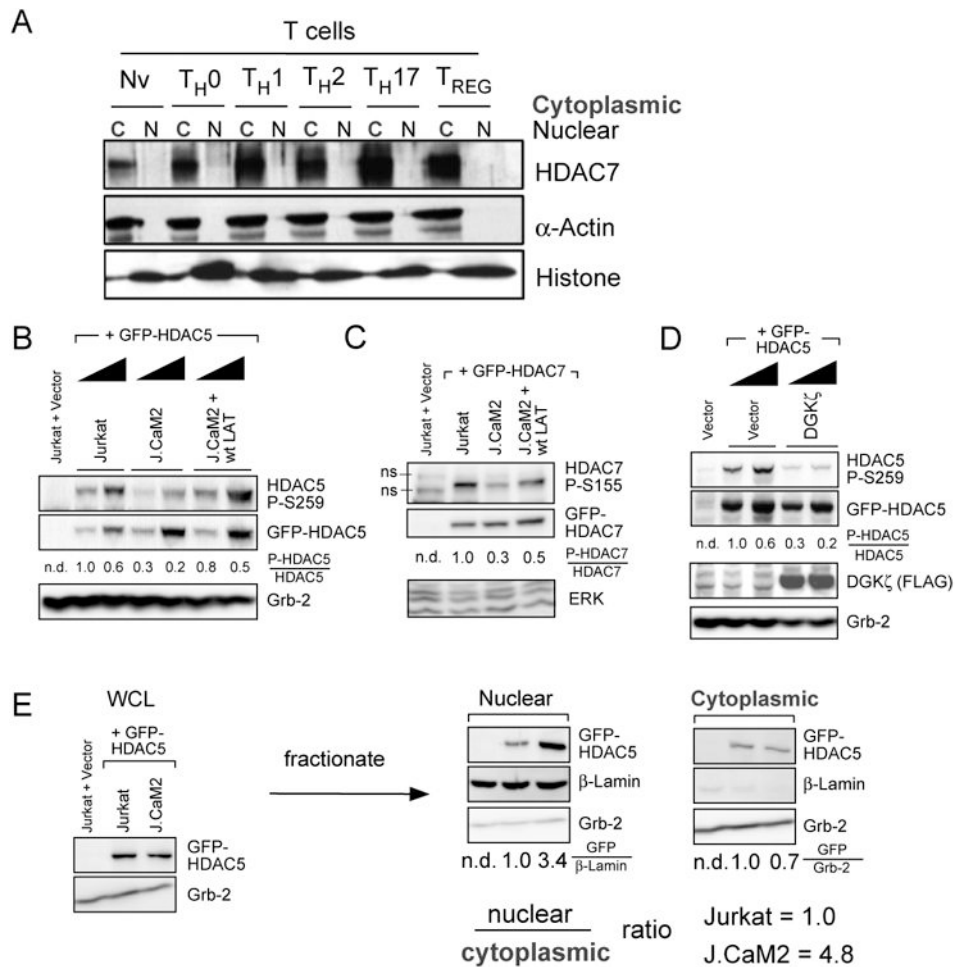 A
T cells
Nv TH0 TH1 TH2 TH17 TREG
Cytoplasmic
C N C N C N C N C N C N Nuclear
HDAC7
α-Actin
Histone
B
+ GFP-HDAC5
Jurkat + Vector
Jurkat
J.CaM2
J.CaM2 +
wt LAT
HDAC5
P-S259
GFP-HDAC5
n.d. 1.0 0.6 0.3 0.2 0.8 0.5 P-HDAC5
HDAC5
Grb-2
C
+ GFP-HDAC7
Jurkat + Vector
Jurkat
J.CaM2
J.CaM2 +
wt LAT
ns
ns
HDAC7
P-S155
GFP-
HDAC7
n.d. 1.0 0.3 0.5 P-HDAC7
HDAC7
ERK
D
+ GFP-
HDAC5
Vector
Vector
DGKζ
HDAC5
P-S259
GFP-HDAC5
n.d. 1.0 0.6 0.3 0.2 P-HDAC5
HDAC5
DGKζ (FLAG)
Grb-2
E
WCL
+ GFP-
HDAC5
Jurkat + Vector
Jurkat
J.CaM2
GFP-
HDAC5
Grb-2
fractionate
Nuclear
GFP-
HDAC5
β-Lamin
Grb-2
n.d. 1.0 3.4 GFP
β-Lamin
Cytoplasmic
GFP-
HDAC5
β-Lamin
Grb-2
n.d. 1.0 0.7 GFP
Grb-2
nuclear
cytoplasmic
ratio
Jurkat = 1.0
J.CaM2 = 4.8